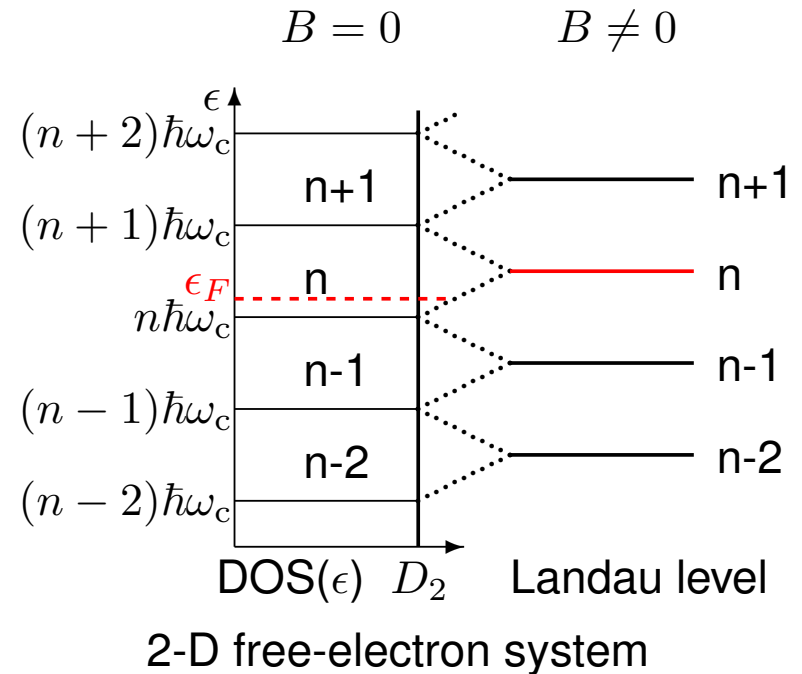 B = 0 B ≠ 0
ϵ
(n + 2)ℏω_c
n+1 n+1
(n + 1)ℏω_c
n n
ϵ_F
nℏω_c
n-1 n-1
(n − 1)ℏω_c
n-2 n-2
(n − 2)ℏω_c
DOS(ϵ) D_2 Landau level
2-D free-electron system